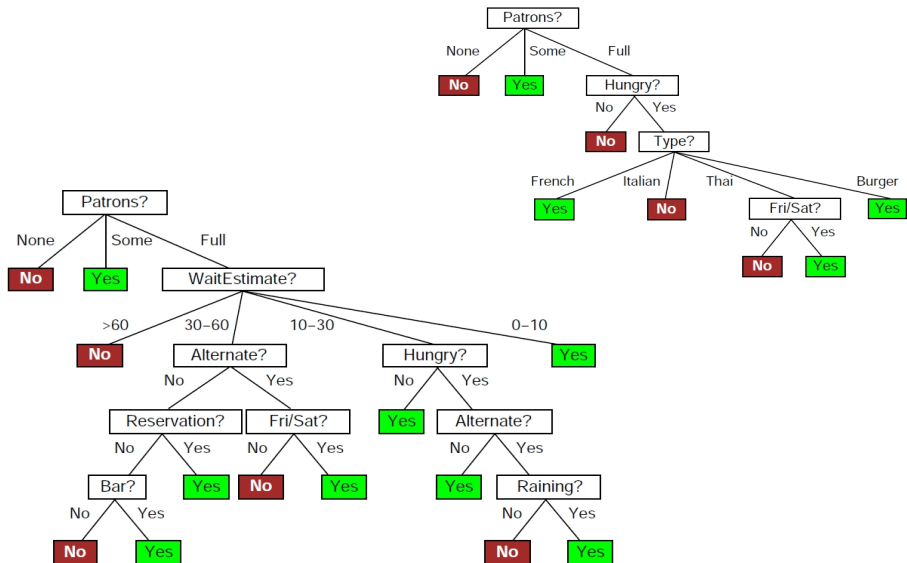 Patrons?
None Some Full
No Yes Hungry?
No Yes
No Type?
French Italian Thai Burger
Yes No Fri/Sat? Yes
No Yes
No Yes
Patrons?
None Some Full
No Yes WaitEstimate?
>60 30–60 10–30 0–10
No Alternate? Hungry? Yes
No Yes No Yes
Reservation? Fri/Sat? Yes Alternate?
No Yes No Yes No Yes
Bar? Yes No Yes Yes Raining?
No Yes No Yes
No Yes No Yes